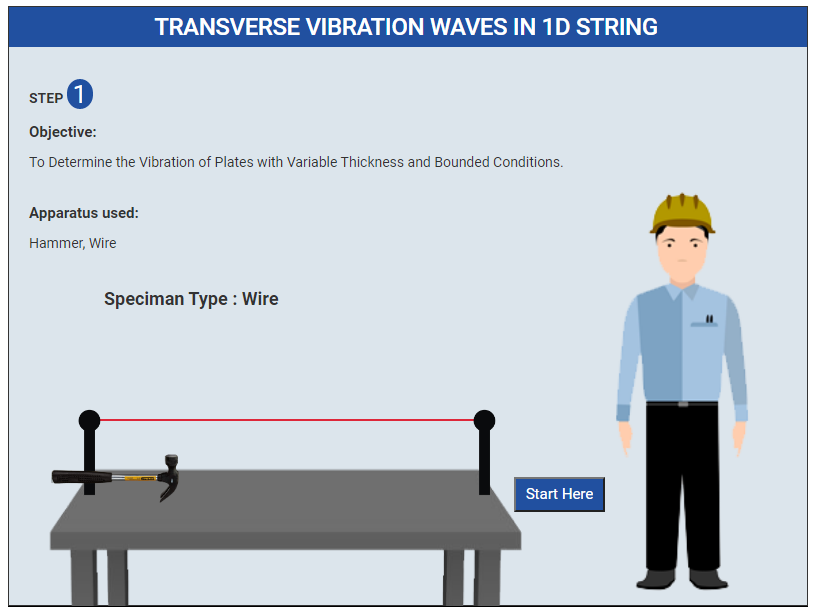 TRANSVERSE VIBRATION WAVES IN 1D STRING
STEP 1
Objective:
To Determine the Vibration of Plates with Variable Thickness and Bounded Conditions.
Apparatus used:
Hammer, Wire
Speciman Type : Wire
Start Here